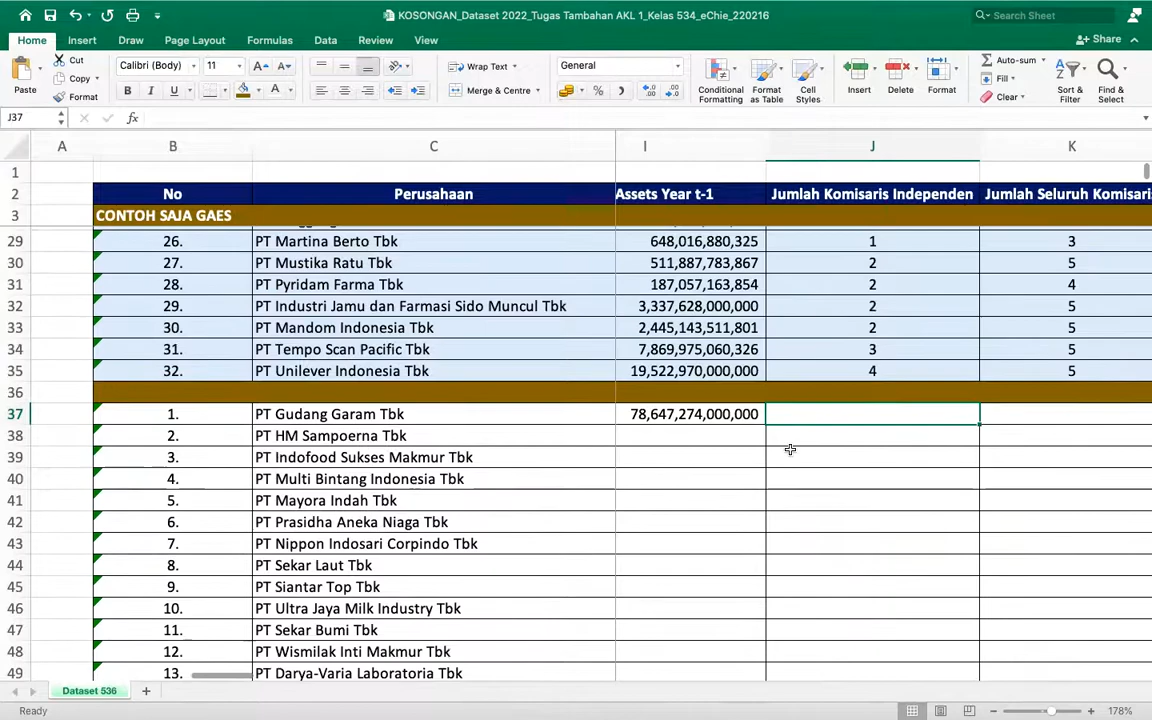 KOSONGAN_Dataset 2022_Tugas Tambahan AKL 1_Kelas 534_eChie_220216
Search Sheet
Home Insert Draw Page Layout Formulas Data Review View Share
Cut Calibri (Body) 11 Wrap Text General Auto-sum
Copy Fill
Paste Format Merge & Centre Conditional Formatting Format as Table Cell Styles Insert Delete Format Clear Sort & Filter Find & Select
J37 fx
A B C I J K
1
2 No Perusahaan Assets Year t-1 Jumlah Komisaris Independen Jumlah Seluruh Komisaris
3 CONTOH SAJA GAES
29 26. PT Martina Berto Tbk 648,016,880,325 1 3
30 27. PT Mustika Ratu Tbk 511,887,783,867 2 5
31 28. PT Pyridam Farma Tbk 187,057,163,854 2 4
32 29. PT Industri Jamu dan Farmasi Sido Muncul Tbk 3,337,628,000,000 2 5
33 30. PT Mandom Indonesia Tbk 2,445,143,511,801 2 5
34 31. PT Tempo Scan Pacific Tbk 7,869,975,060,326 3 5
35 32. PT Unilever Indonesia Tbk 19,522,970,000,000 4 5
36
37 1. PT Gudang Garam Tbk 78,647,274,000,000
38 2. PT HM Sampoerna Tbk
39 3. PT Indofood Sukses Makmur Tbk
40 4. PT Multi Bintang Indonesia Tbk
41 5. PT Mayora Indah Tbk
42 6. PT Prasidha Aneka Niaga Tbk
43 7. PT Nippon Indosari Corpindo Tbk
44 8. PT Sekar Laut Tbk
45 9. PT Siantar Top Tbk
46 10. PT Ultra Jaya Milk Industry Tbk
47 11. PT Sekar Bumi Tbk
48 12. PT Wismilak Inti Makmur Tbk
49 13. PT Darya-Varia Laboratoria Tbk
Dataset 536 +
Ready 178%